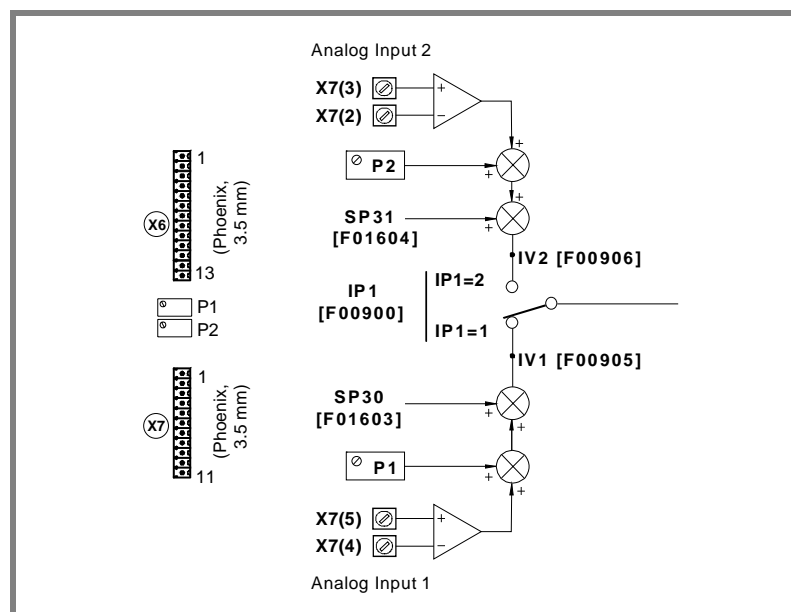 Analog Input 2
X7(3)
+
X7(2)
−
+
P2
+
+
SP31
[F01604]
+
IV2 [F00906]
IP1
[F00900]
IP1=2
IP1=1
IV1 [F00905]
SP30
[F01603]
+
+
P1
+
+
X7(5)
+
X7(4)
−
Analog Input 1
1
X6
(Phoenix,
3.5 mm)
13
P1
P2
1
X7
(Phoenix,
3.5 mm)
11